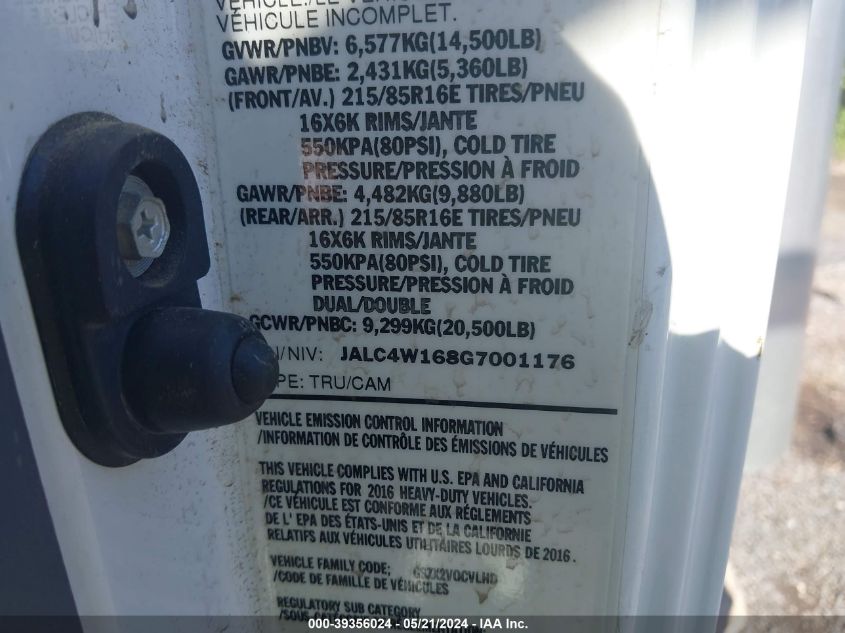 VÉHICULE INCOMPLET.
GVWR/PNBV: 6,577KG(14,500LB)
GAWR/PNBE: 2,431KG(5,360LB)
(FRONT/AV.) 215/85R16E TIRES/PNEU
16X6K RIMS/JANTE
550KPA(80PSI), COLD TIRE
PRESSURE/PRESSION À FROID
GAWR/PNBE: 4,482KG(9,880LB)
(REAR/ARR.) 215/85R16E TIRES/PNEU
16X6K RIMS/JANTE
550KPA(80PSI), COLD TIRE
PRESSURE/PRESSION À FROID
DUAL/DOUBLE
GCWR/PNBC: 9,299KG(20,500LB)
N/NIV: JALC4W168G7001176
PE: TRU/CAM
VEHICLE EMISSION CONTROL INFORMATION
/INFORMATION DE CONTRÔLE DES ÉMISSIONS DE VÉHICULES
THIS VEHICLE COMPLIES WITH U.S. EPA AND CALIFORNIA
REGULATIONS FOR 2016 HEAVY-DUTY VEHICLES.
/CE VÉHICULE EST CONFORME AUX RÉGLEMENTS
DE L' EPA DES ÉTATS-UNIS ET DE LA CALIFORNIE
RELATIFS AUX VÉHICULES UTILITAIRES LOURDS DE 2016.
VEHICLE FAMILY CODE:
/CODE DE FAMILLE DE VÉHICULES
REGULATORY SUB CATEGORY
000-39356024 - 05/21/2024 - IAA Inc.